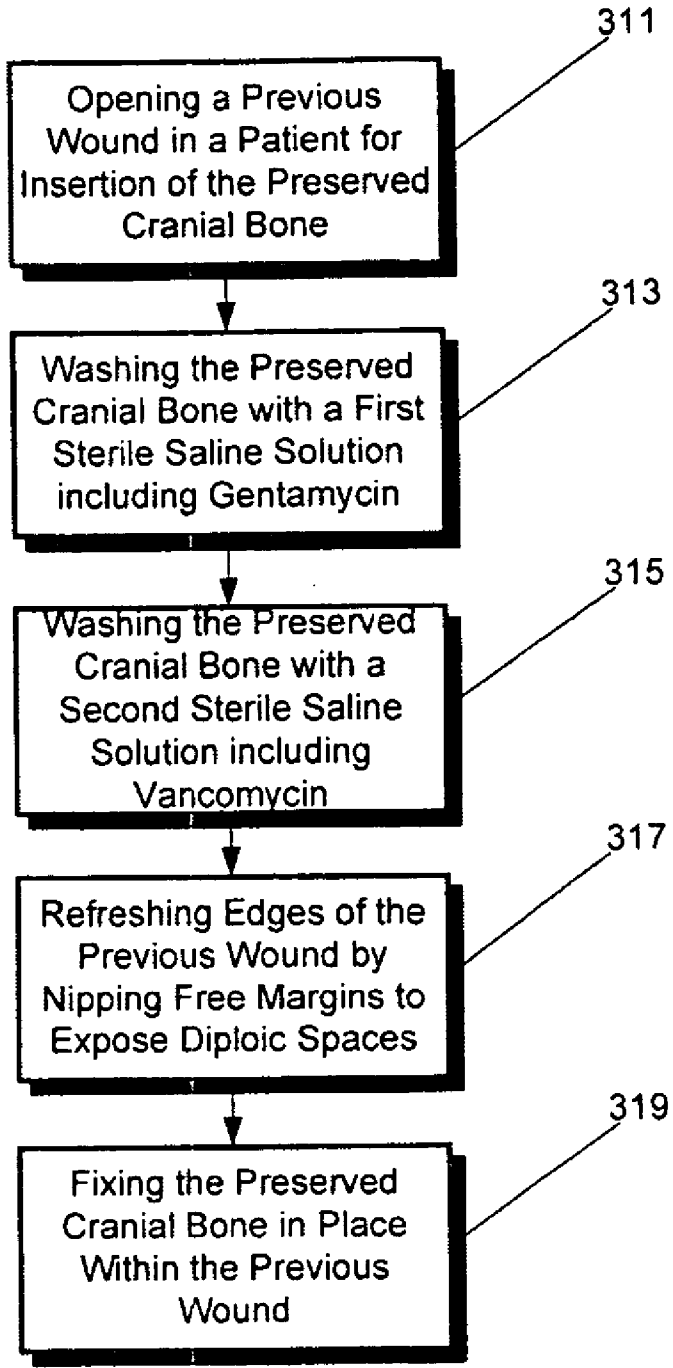 311
Opening a Previous
Wound in a Patient for
Insertion of the Preserved
Cranial Bone
313
Washing the Preserved
Cranial Bone with a First
Sterile Saline Solution
including Gentamycin
315
Washing the Preserved
Cranial Bone with a
Second Sterile Saline
Solution including
Vancomycin
317
Refreshing Edges of the
Previous Wound by
Nipping Free Margins to
Expose Diploic Spaces
319
Fixing the Preserved
Cranial Bone in Place
Within the Previous
Wound